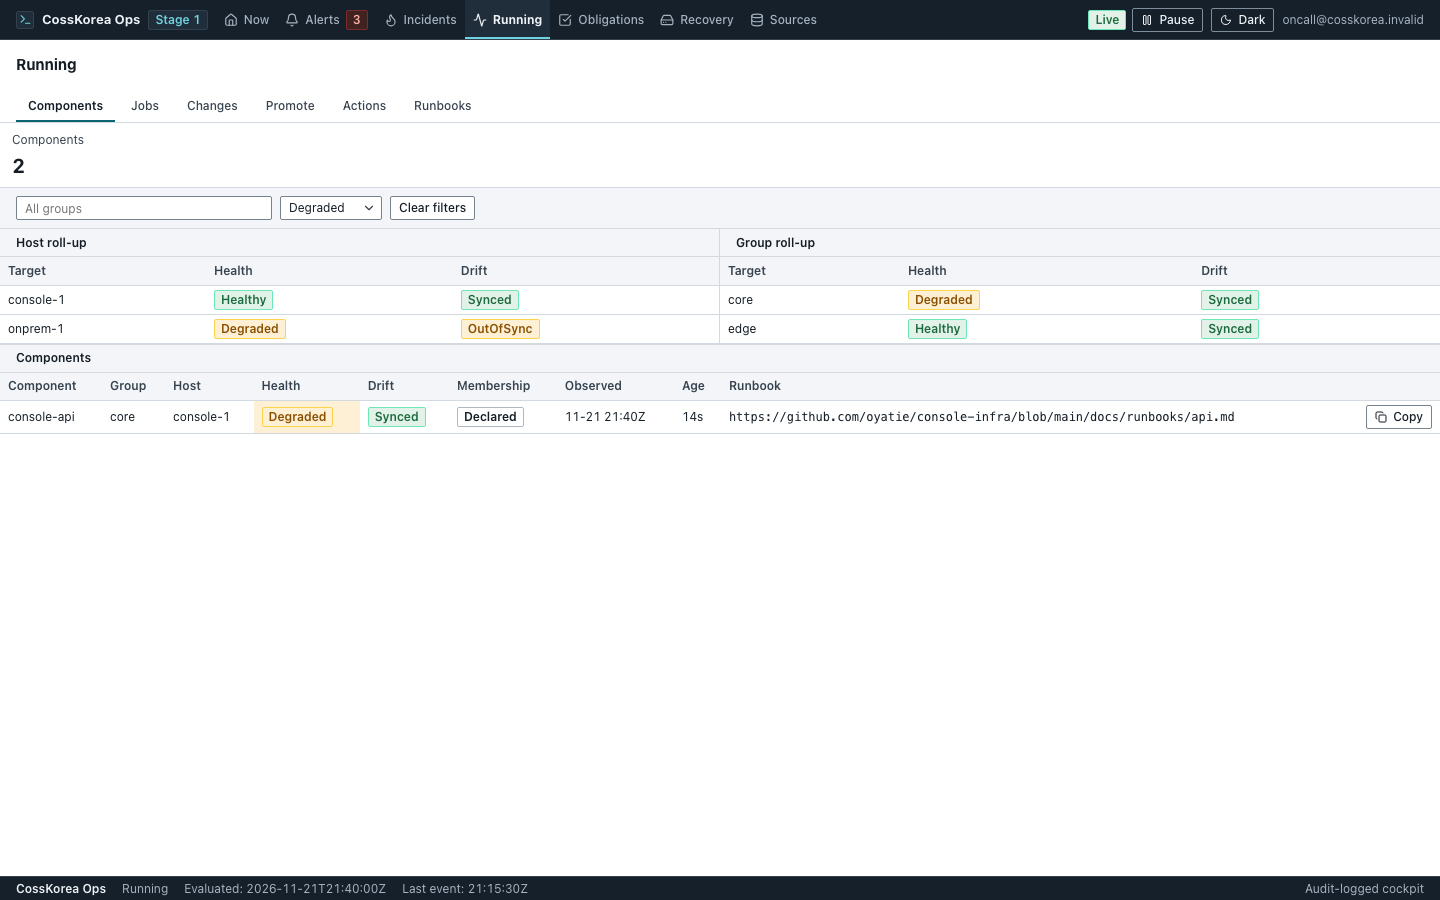 CossKorea Ops Stage 1 Now Alerts 3 Incidents Running Obligations Recovery Sources Live Pause Dark oncall@cosskorea.invalid
Running
Components Jobs Changes Promote Actions Runbooks
Components
2
All groups Degraded Clear filters
Host roll-up Group roll-up
Target Health Drift Target Health Drift
console-1 Healthy Synced core Degraded Synced
onprem-1 Degraded OutOfSync edge Healthy Synced
Components
Component Group Host Health Drift Membership Observed Age Runbook
console-api core console-1 Degraded Synced Declared 11-21 21:40Z 14s https://github.com/oyatie/console-infra/blob/main/docs/runbooks/api.md Copy
CossKorea Ops Running Evaluated: 2026-11-21T21:40:00Z Last event: 21:15:30Z Audit-logged cockpit